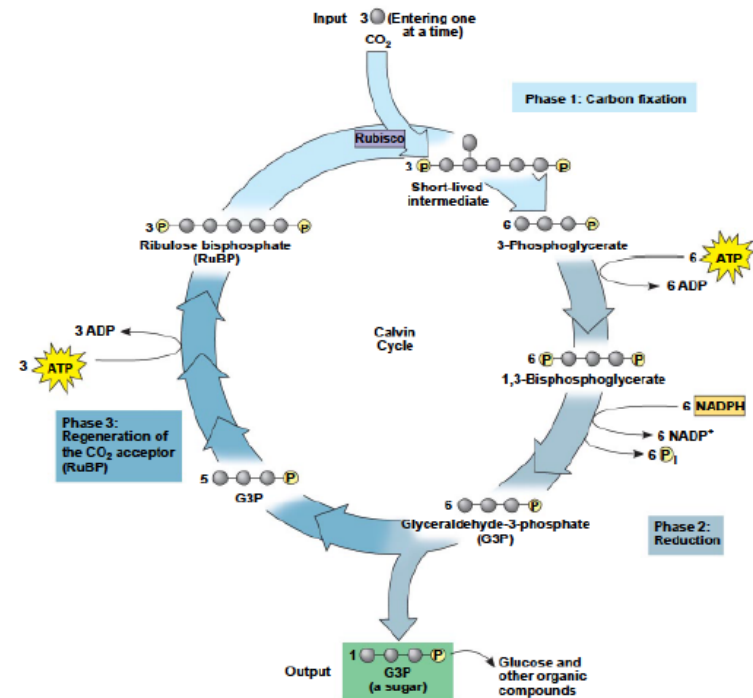 Input 3 (Entering one
at a time)
CO2
Phase 1: Carbon fixation
Rubisco
3 P P
Short-lived
intermediate
3 P P
Ribulose bisphosphate
(RuBP)
6 P
3-Phosphoglycerate
6 ATP
6 ADP
3 ADP
3 ATP
Calvin
Cycle
6 P P
1,3-Bisphosphoglycerate
6 NADPH
6 NADP+
6 Pi
Phase 3:
Regeneration of
the CO2 acceptor
(RuBP)
5 P
G3P
6 P
Glyceraldehyde-3-phosphate
(G3P)
Phase 2:
Reduction
Output
1 P
G3P
(a sugar)
Glucose and
other organic
compounds